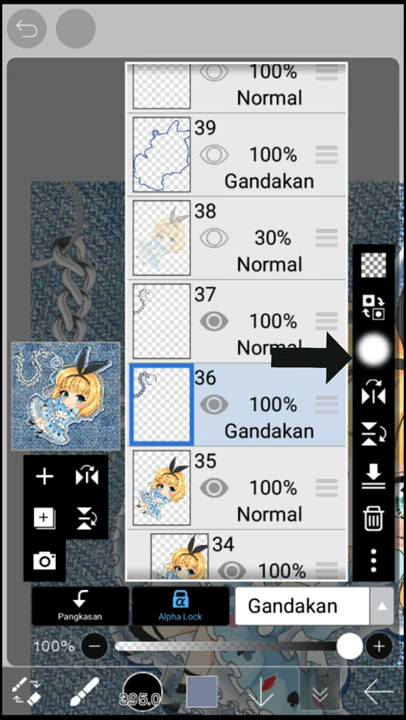 100%
Normal
39
100%
Gandakan
38
30%
Normal
37
100%
Normal
36
100%
Gandakan
35
100%
Normal
34
100%
Pangkasan
α
Alpha Lock
Gandakan
100%
395.0